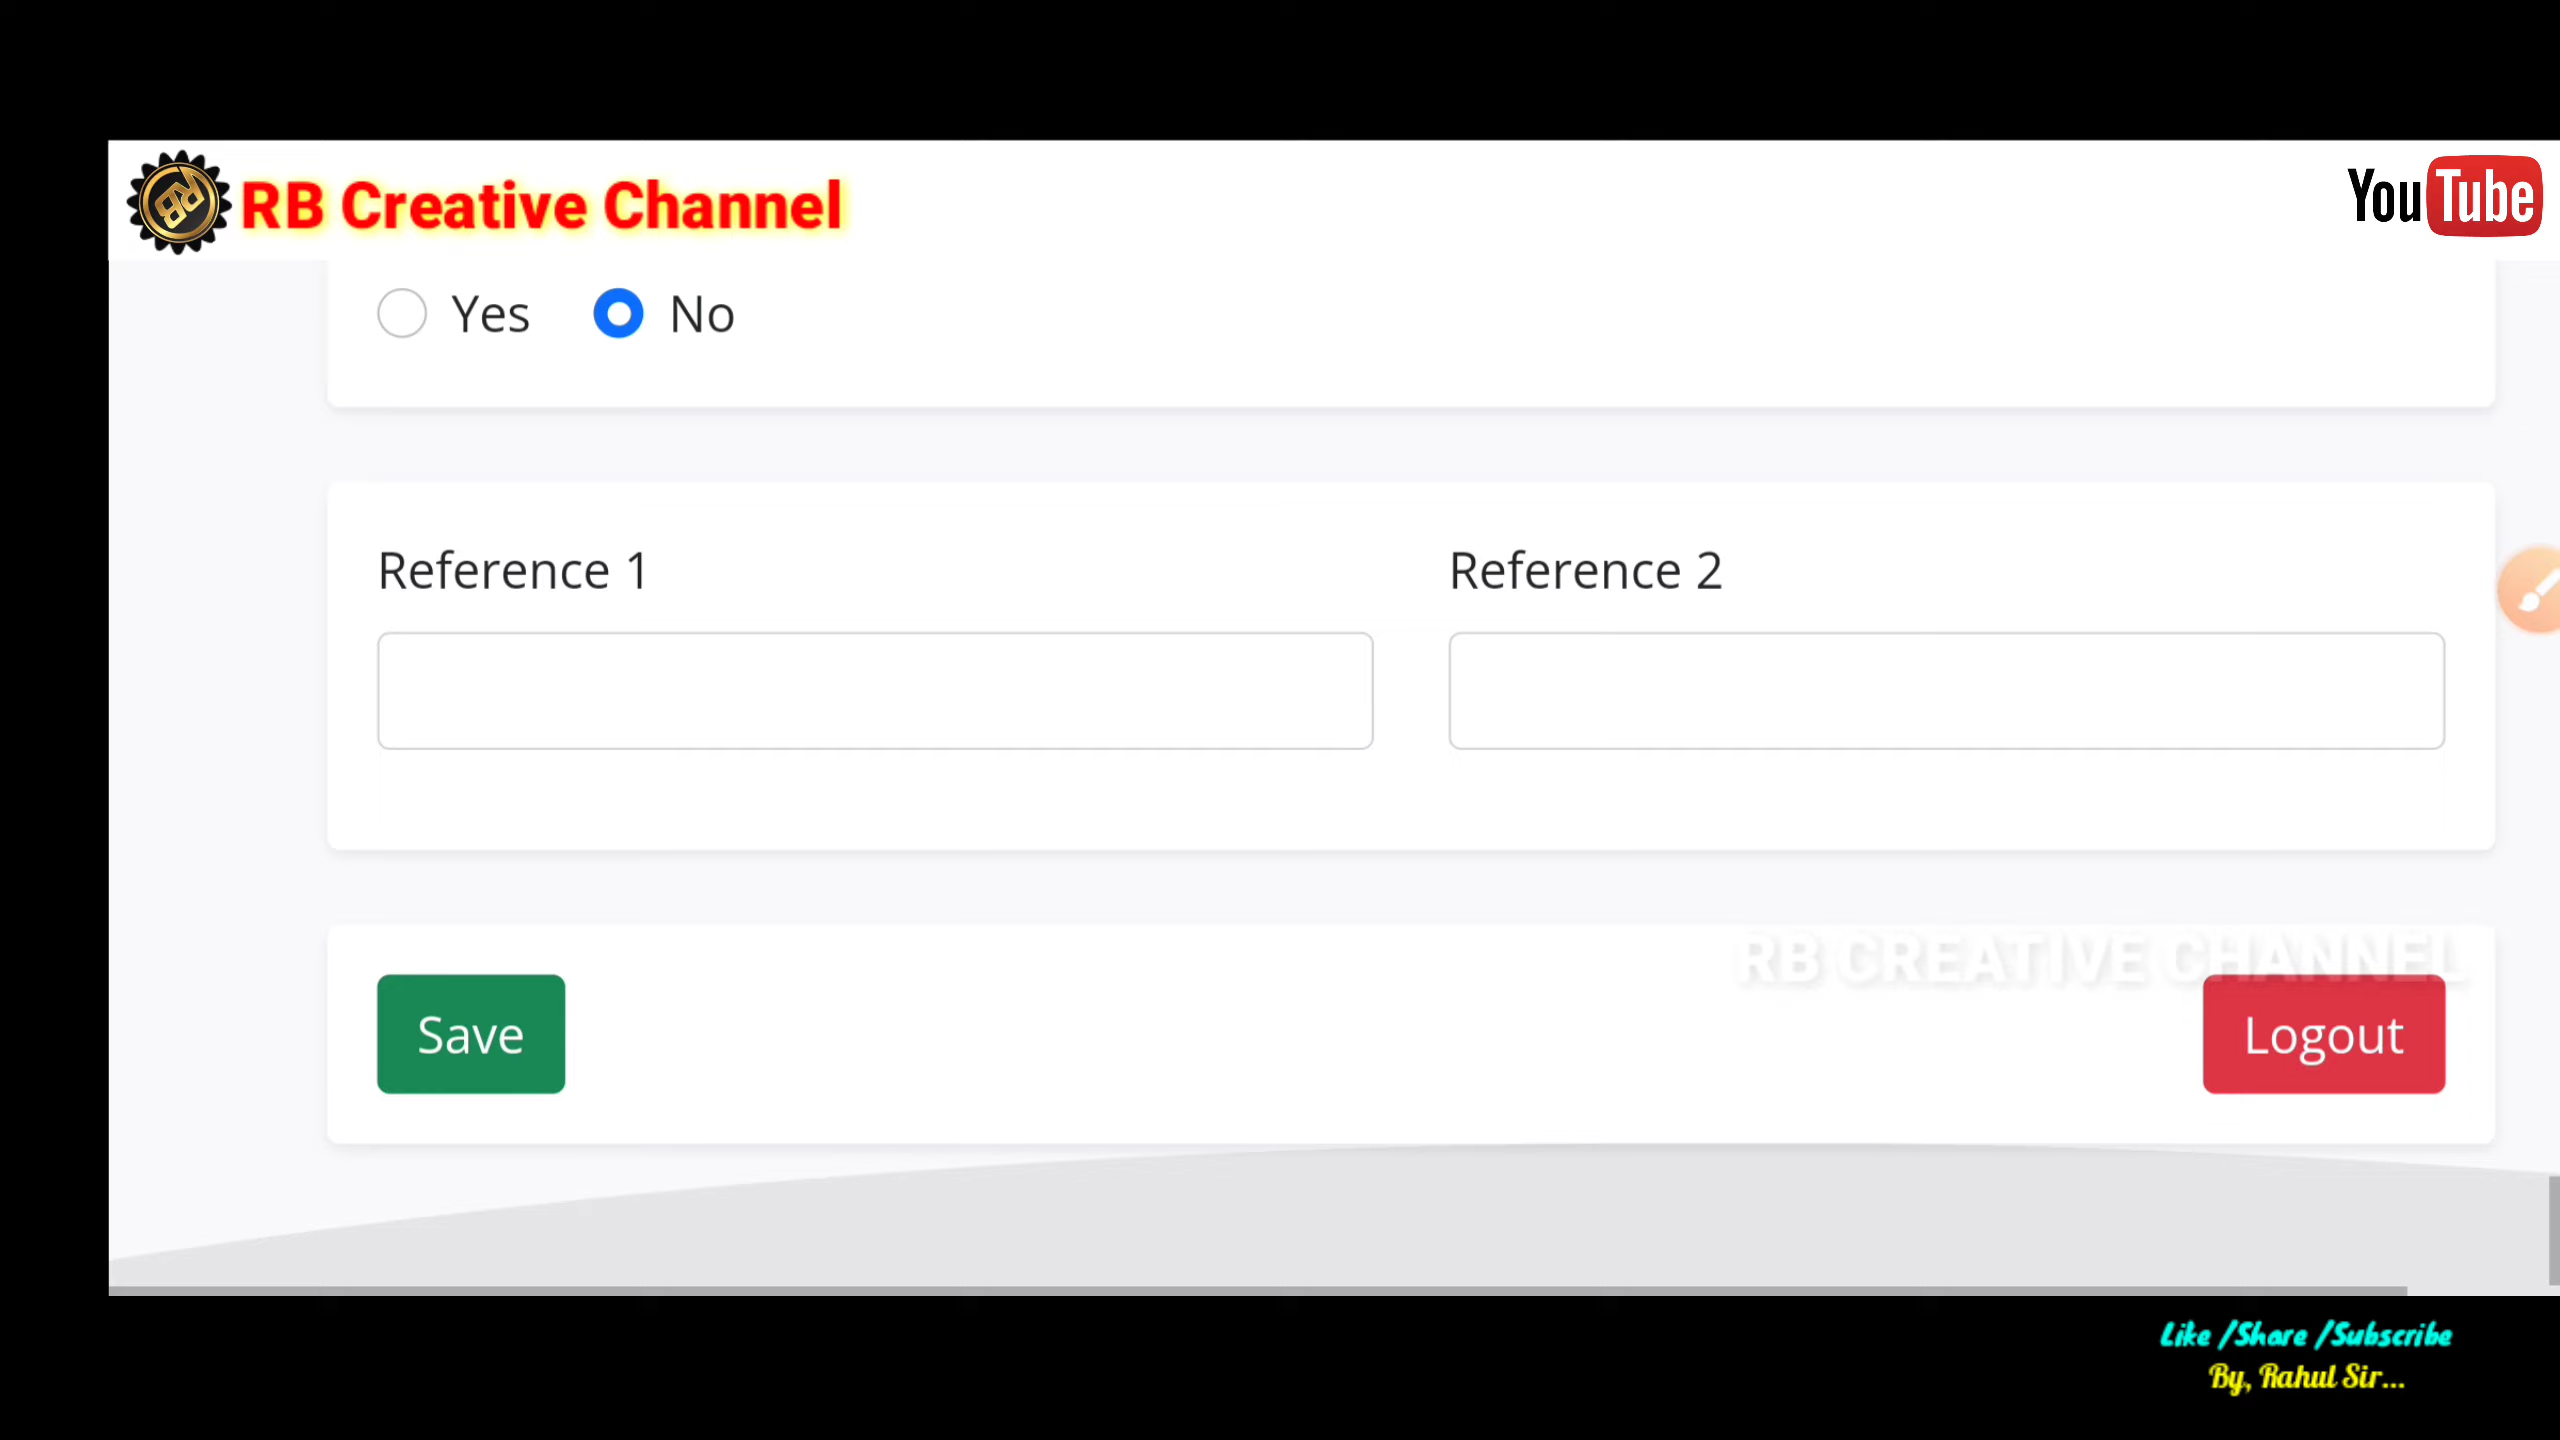 RB RB Creative Channel
YouTube
Yes No
Reference 1 Reference 2
RB CREATIVE CHANNEL
Save Logout
Like /Share /Subscribe
By, Rahul Sir...